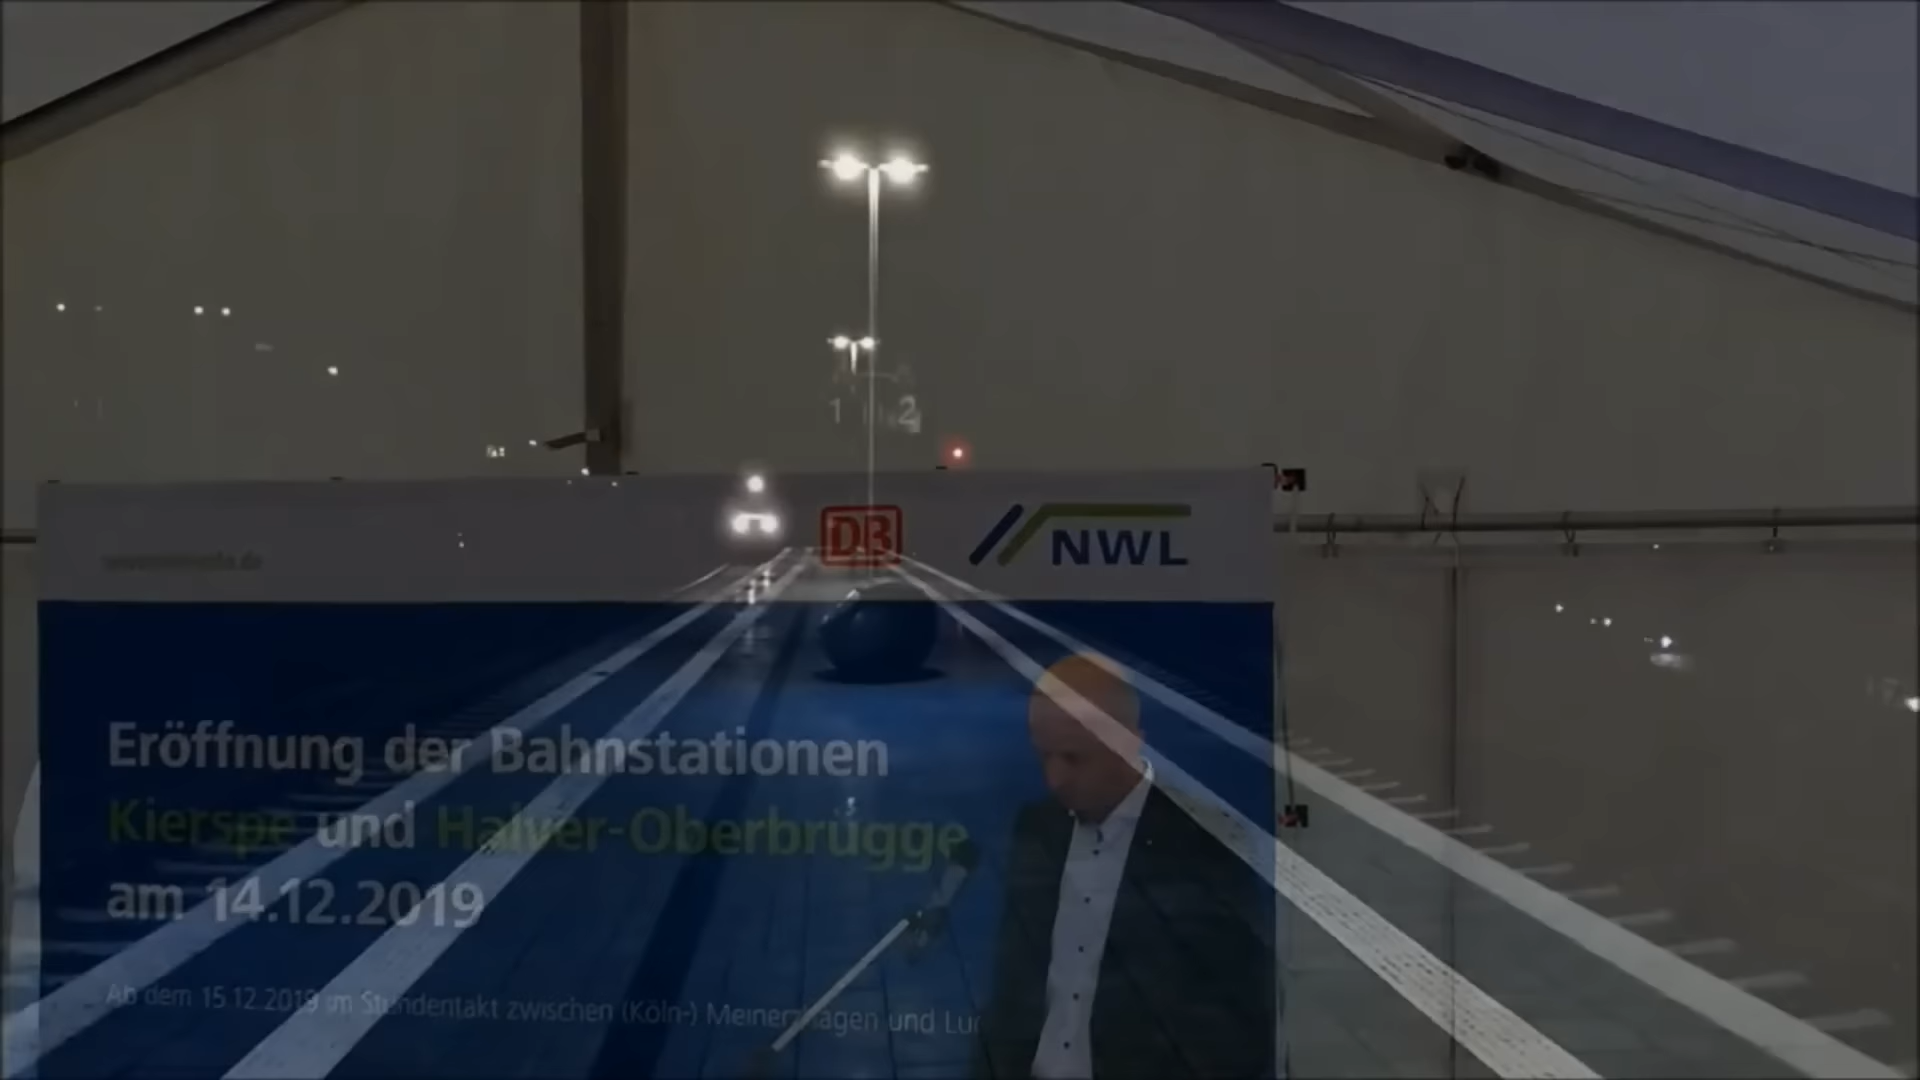 1 2
DB NWL
Eröffnung der Bahnstationen
Kierspe und Halver-Oberbrügge
am 14.12.2019
Ab dem 15.12.2019 im Stundentakt zwischen (Köln-) Meinerzhagen und